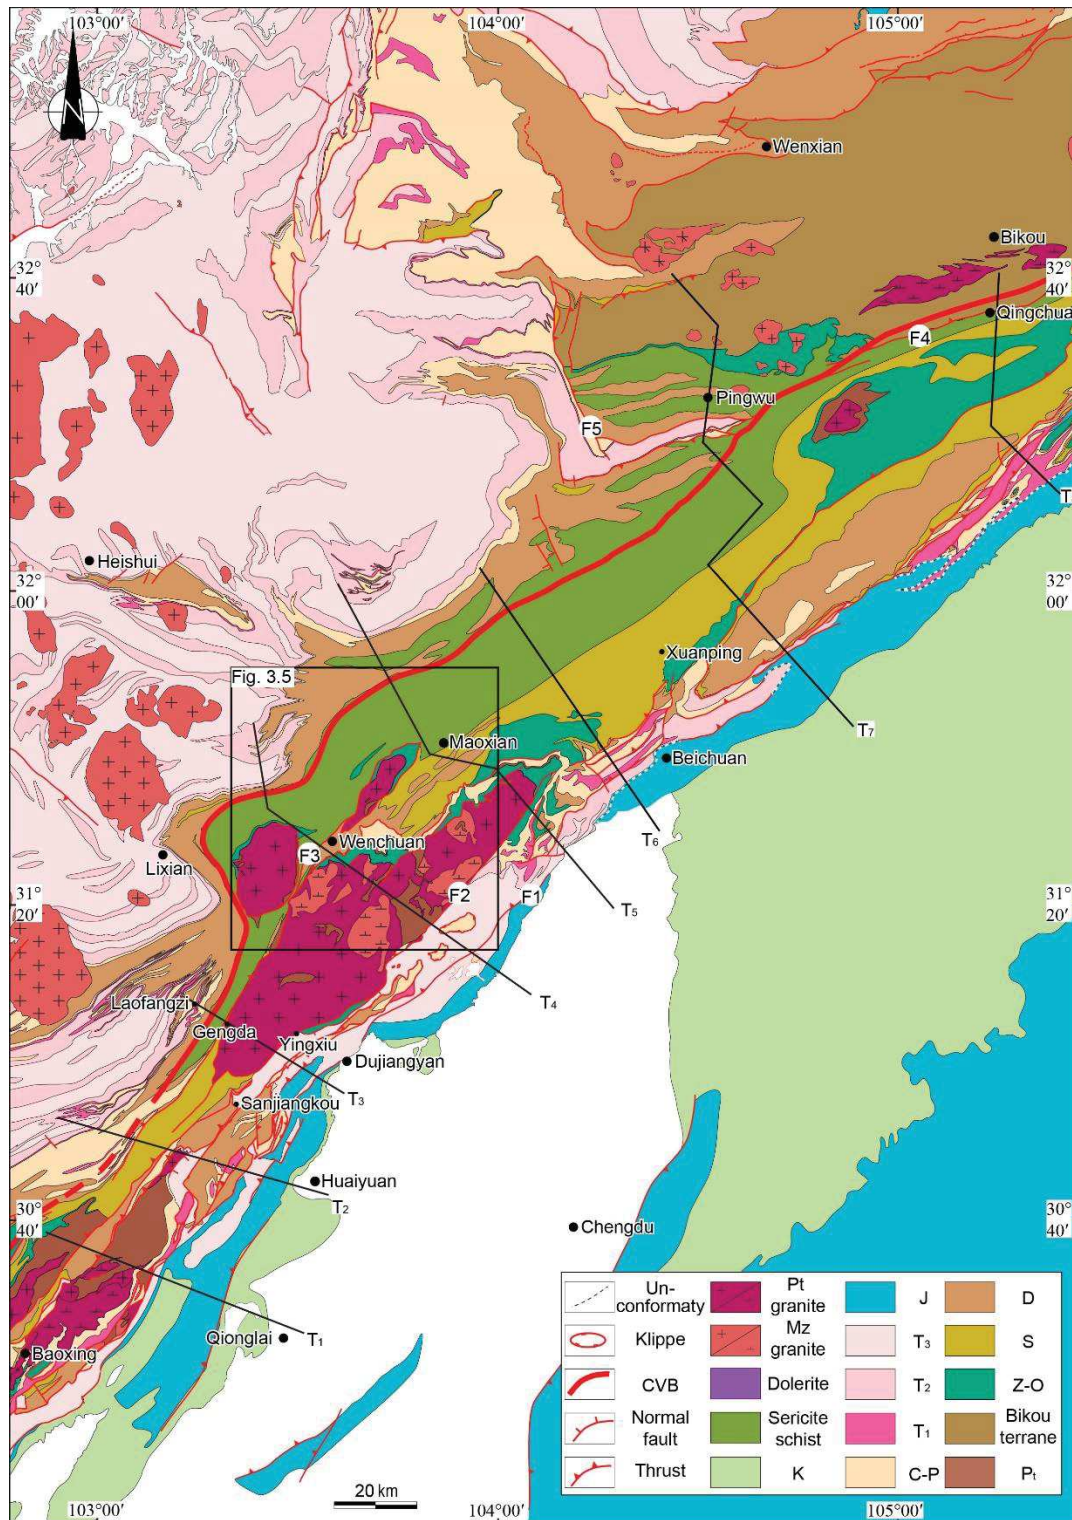 103°00′
104°00′
105°00′
N
Wenxian
Bikou
32°
40′
32°
40′
Qingchua
F4
Pingwu
F5
T
Heishui
32°
00′
32°
00′
Xuanping
Fig. 3.5
T7
Maoxian
Beichuan
Wenchuan
F3
T6
Lixian
31°
20′
F2
F1
31°
20′
T5
T4
Laofangzi
Gengda
Yingxiu
Dujiangyan
T3
Sanjiangkou
Huaiyuan
T2
30°
40′
Chengdu
30°
40′
Qionglai
T1
Baoxing
Un-
conformaty
Pt
granite
J
D
Klippe
Mz
granite
T3
S
CVB
Dolerite
T2
Z-O
Normal
fault
Sericite
schist
T1
Bikou
terrane
Thrust
K
C-P
Pt
20 km
103°00′
104°00′
105°00′